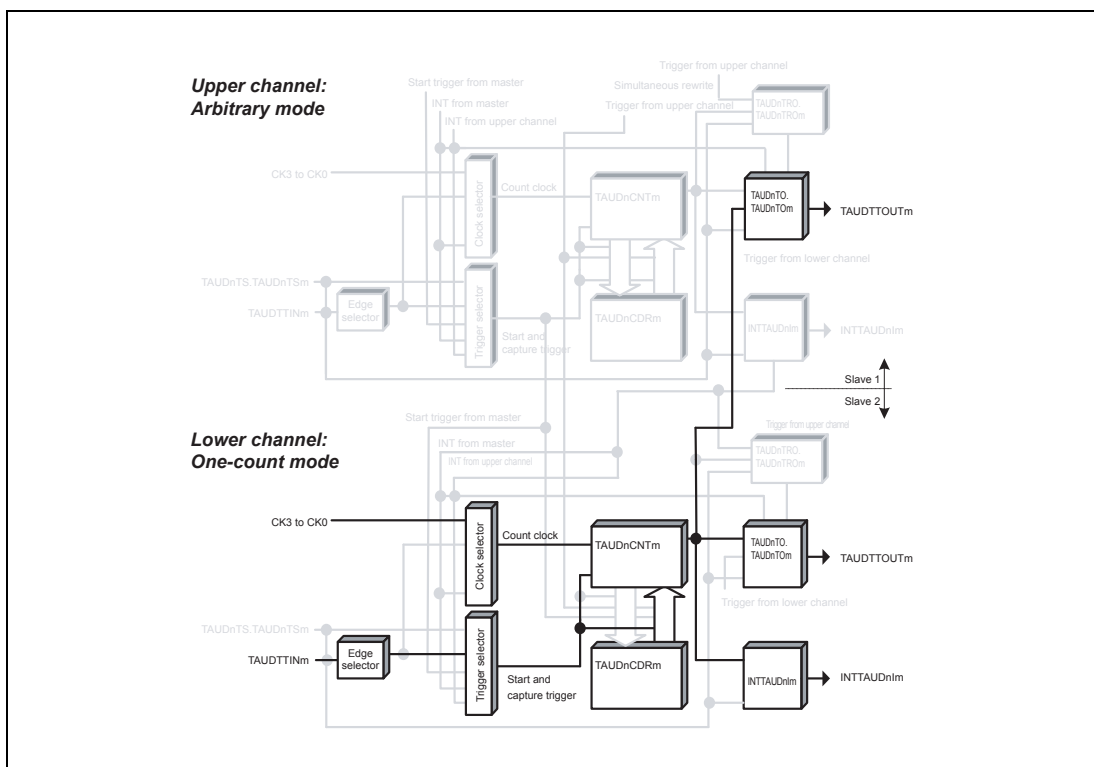 Upper channel:
Arbitrary mode
Trigger from upper channel
Simultaneous rewrite
Start trigger from master
Trigger from upper channel
INT from master
INT from upper channel
TAUDnTRO.
TAUDnTROm
CK3 to CK0
Clock selector
Count clock
TAUDnCNTm
TAUDnTO.
TAUDnTOm
TAUDTTOUTm
Trigger from lower channel
TAUDnTS.TAUDnTSm
TAUDTTINm
Edge
selector
Trigger selector
Start and
capture trigger
TAUDnCDRm
INTTAUDnIm
INTTAUDnIm
Slave 1
Slave 2
Lower channel:
One-count mode
Start trigger from master
INT from master
INT from upper channel
Trigger from upper channel
TAUDnTRO.
TAUDnTROm
CK3 to CK0
Clock selector
Count clock
TAUDnCNTm
TAUDnTO.
TAUDnTOm
TAUDTTOUTm
Trigger from lower channel
TAUDnTS.TAUDnTSm
TAUDTTINm
Edge
selector
Trigger selector
Start and
capture trigger
TAUDnCDRm
INTTAUDnIm
INTTAUDnIm